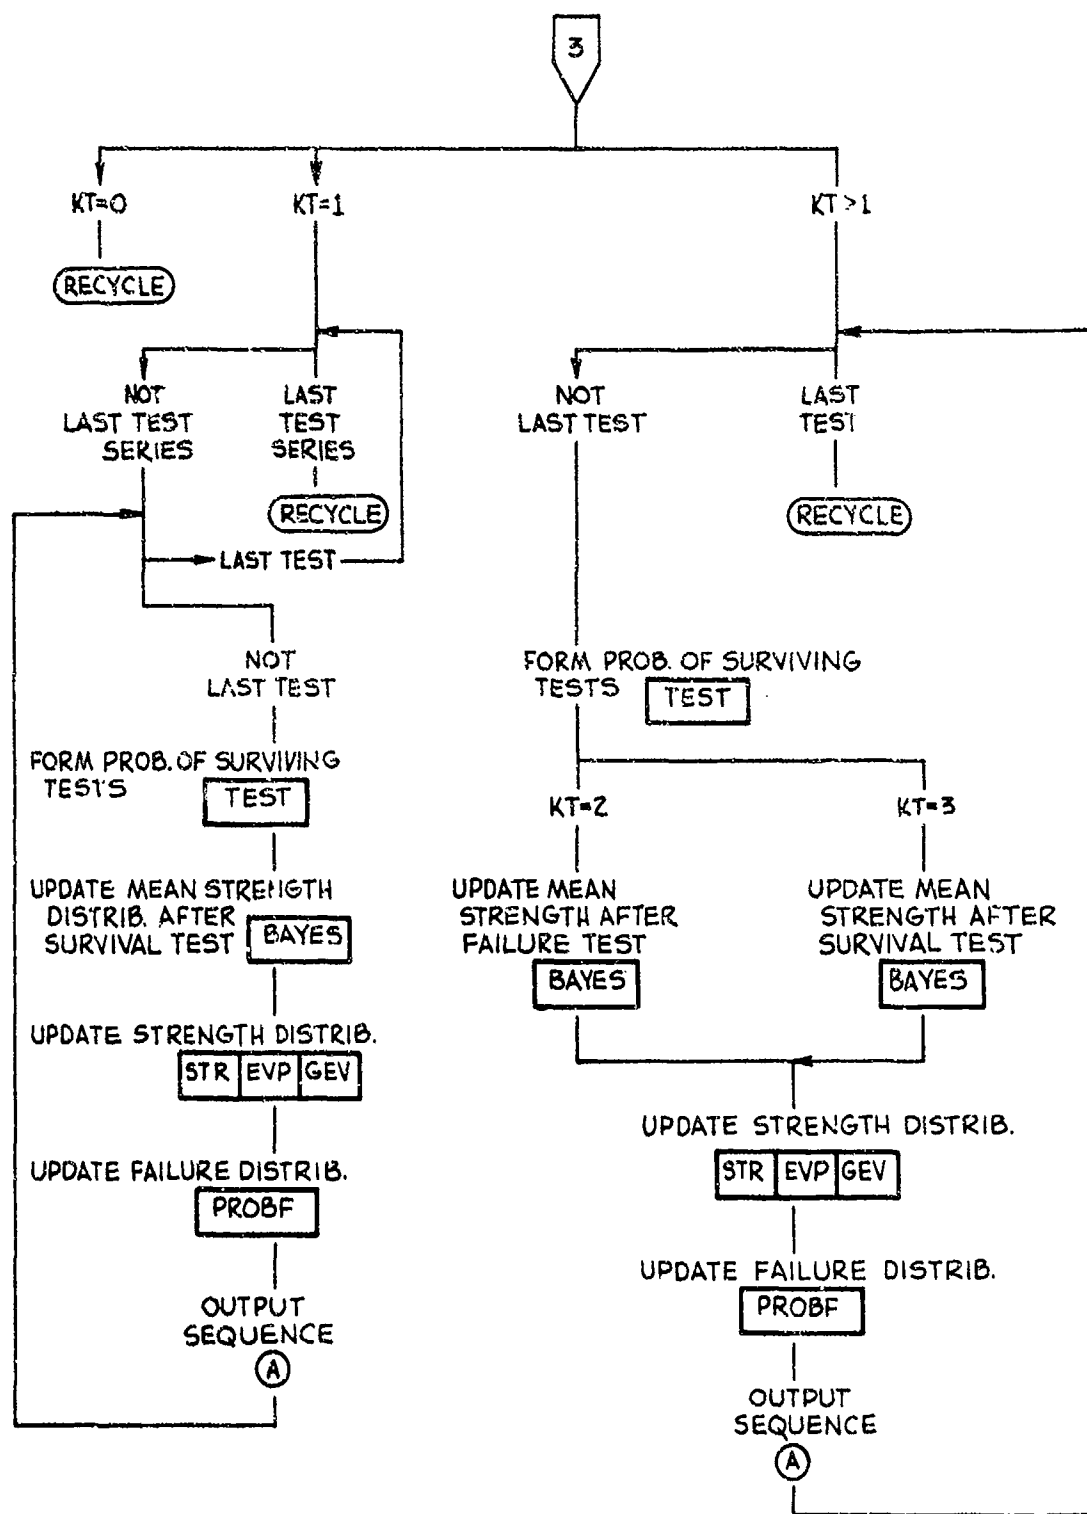 3
KT=0
KT=1
KT>1
RECYCLE
NOT
LAST TEST
SERIES
LAST
TEST
SERIES
RECYCLE
LAST TEST
NOT
LAST TEST
FORM PROB. OF SURVIVING
TESTS
TEST
UPDATE MEAN STRENGTH
DISTRIB. AFTER
SURVIVAL TEST
BAYES
UPDATE STRENGTH DISTRIB.
STR EVP GEV
UPDATE FAILURE DISTRIB.
PROBF
OUTPUT
SEQUENCE
A
NOT
LAST TEST
LAST
TEST
RECYCLE
FORM PROB. OF SURVIVING
TESTS
TEST
KT=2
KT=3
UPDATE MEAN
STRENGTH AFTER
FAILURE TEST
BAYES
UPDATE MEAN
STRENGTH AFTER
SURVIVAL TEST
BAYES
UPDATE STRENGTH DISTRIB.
STR EVP GEV
UPDATE FAILURE DISTRIB.
PROBF
OUTPUT
SEQUENCE
A